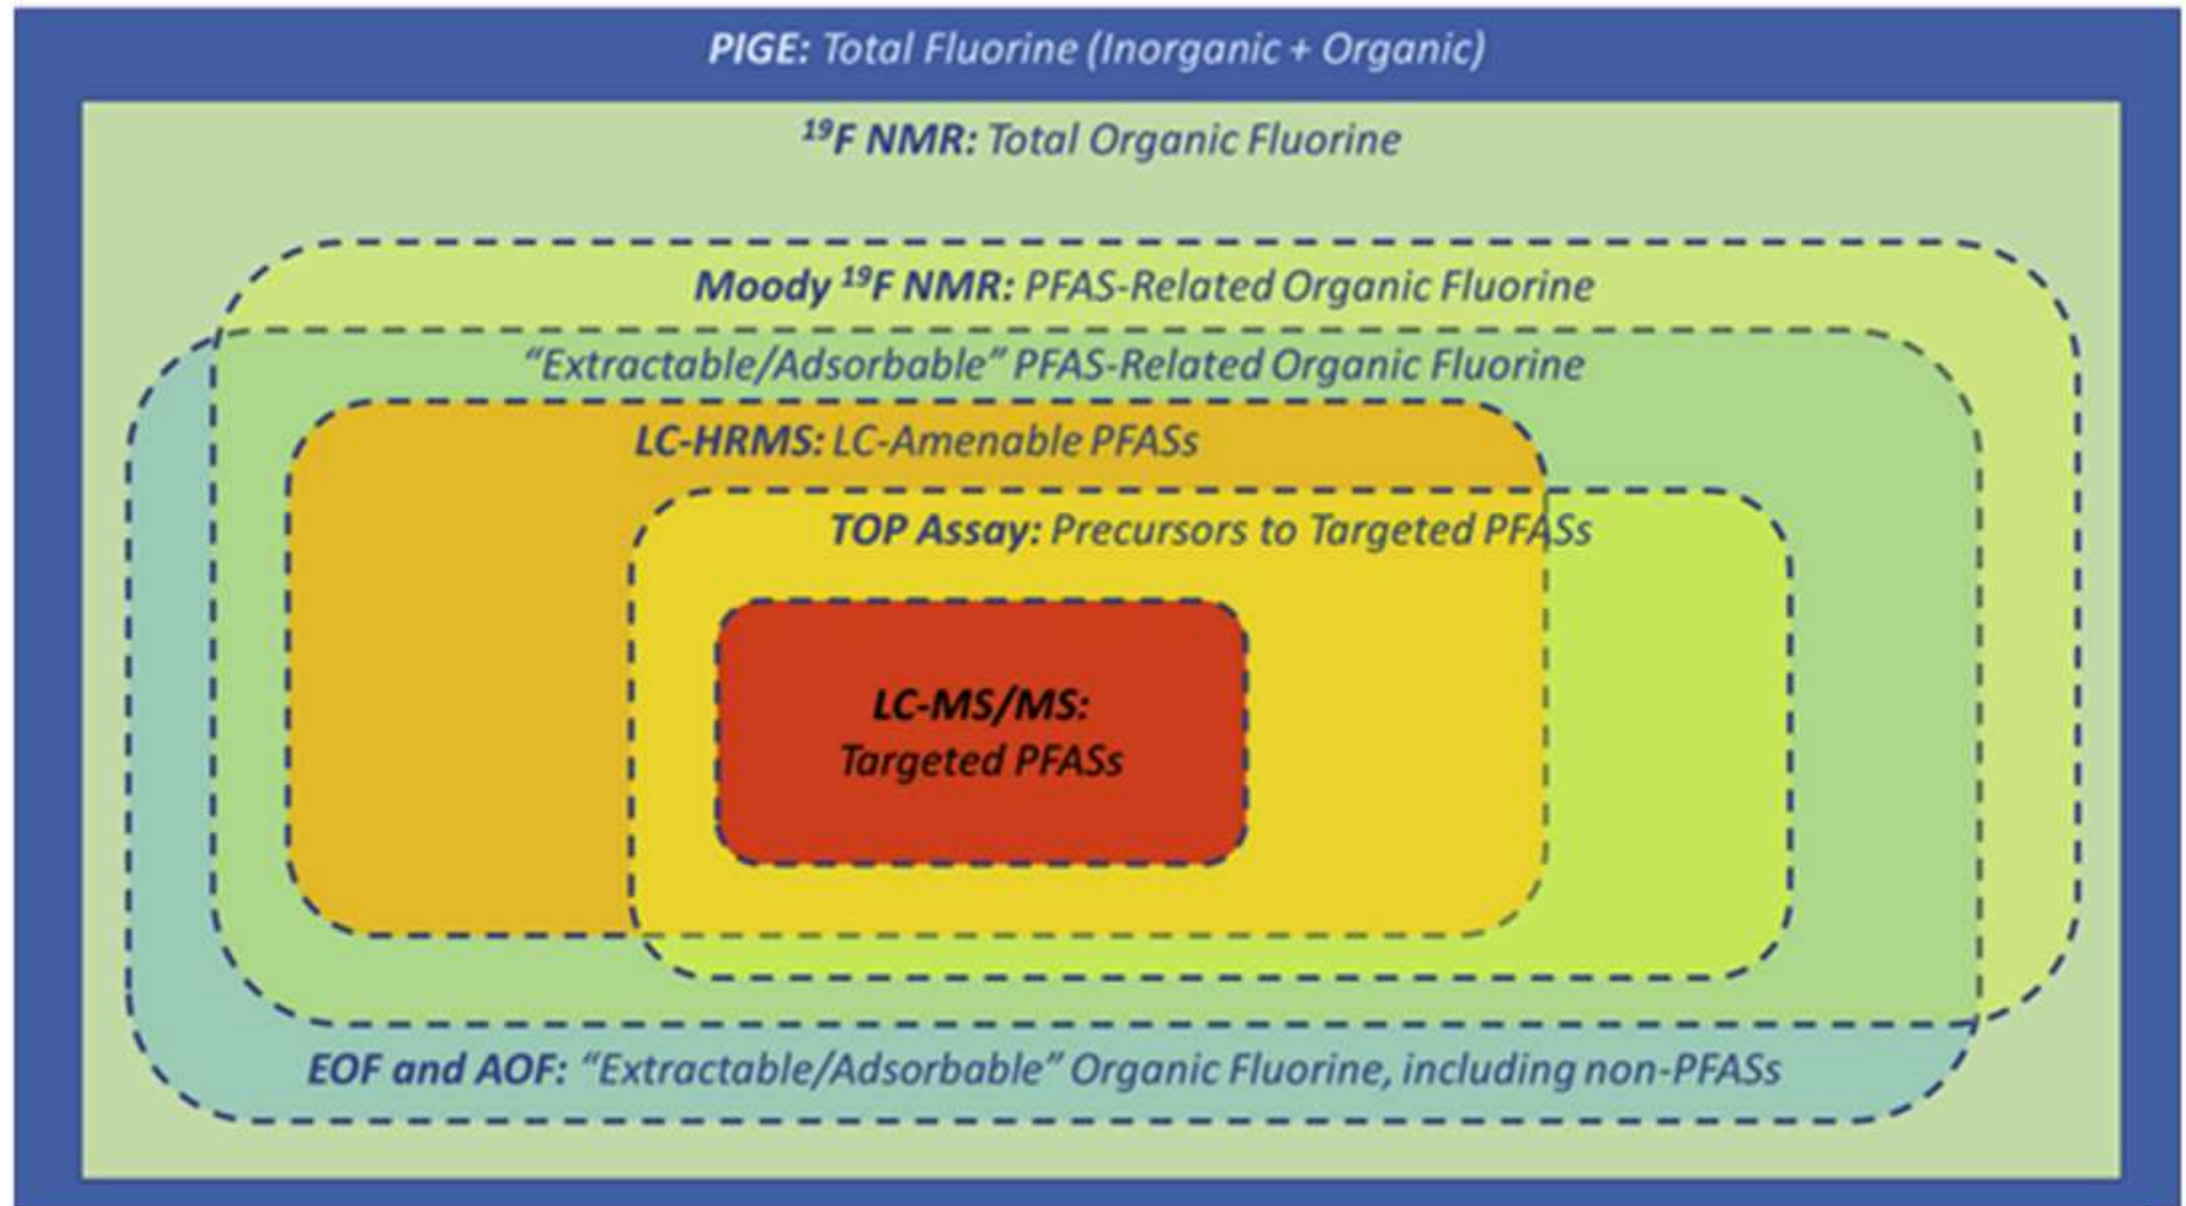 PIGE: Total Fluorine (Inorganic + Organic)
¹⁹F NMR: Total Organic Fluorine
Moody ¹⁹F NMR: PFAS-Related Organic Fluorine
“Extractable/Adsorbable” PFAS-Related Organic Fluorine
LC-HRMS: LC-Amenable PFASs
TOP Assay: Precursors to Targeted PFASs
LC-MS/MS:
Targeted PFASs
EOF and AOF: “Extractable/Adsorbable” Organic Fluorine, including non-PFASs